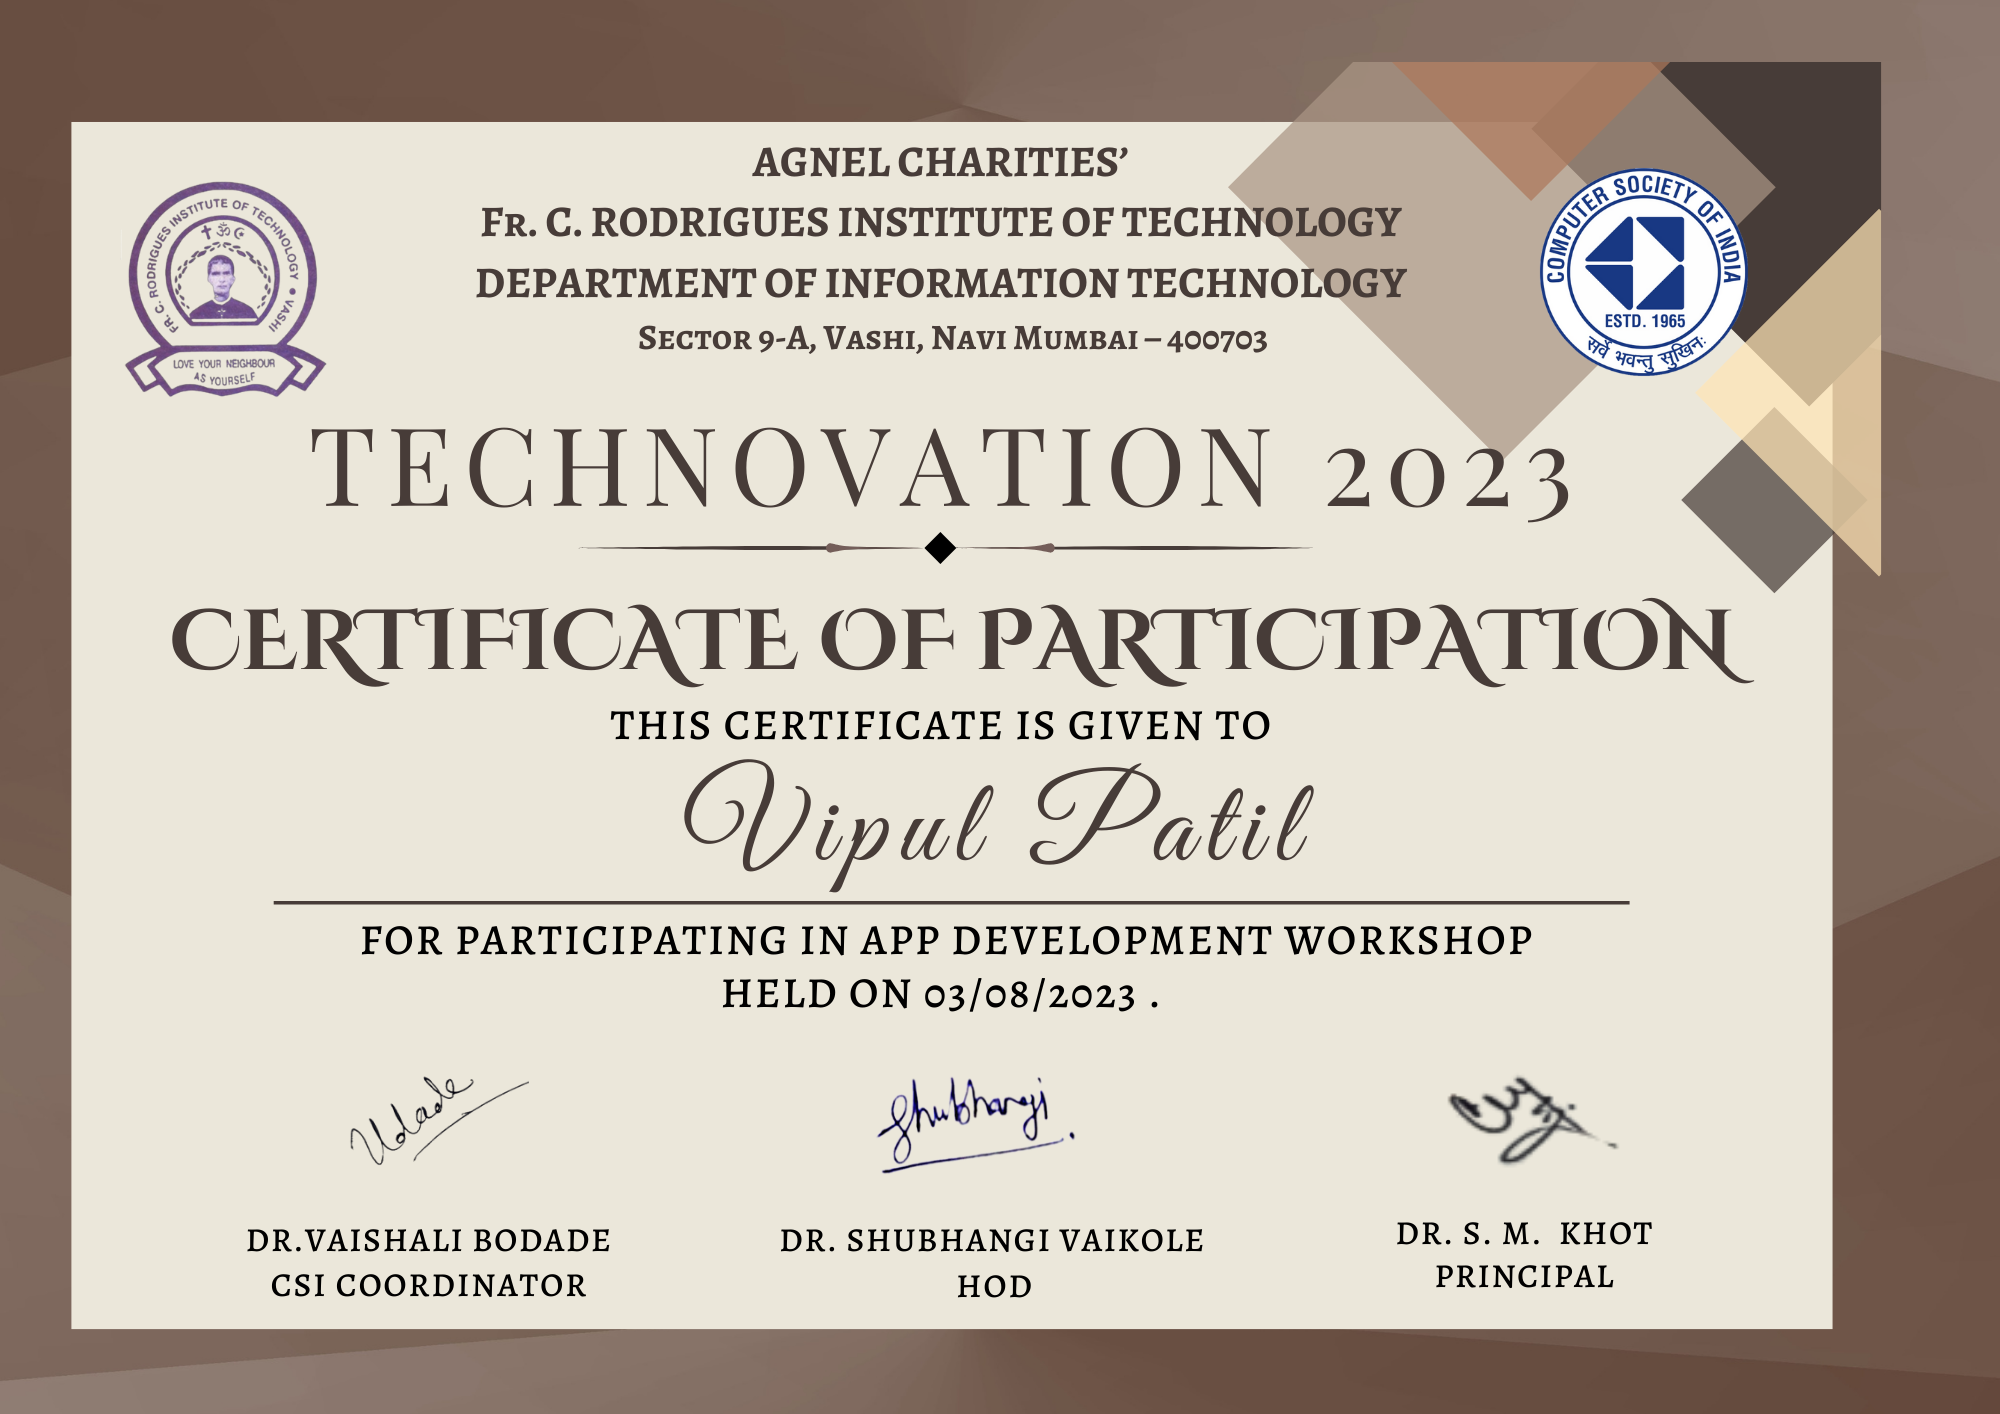 AGNEL CHARITIES’
FR. C. RODRIGUES INSTITUTE OF TECHNOLOGY
DEPARTMENT OF INFORMATION TECHNOLOGY
SECTOR 9-A, VASHI, NAVI MUMBAI – 400703
FR. C. RODRIGUES INSTITUTE OF TECHNOLOGY • VASHI
LOVE YOUR NEIGHBOUR
AS YOURSELF
COMPUTER SOCIETY OF INDIA
ESTD. 1965
सर्वे भवन्तु सुखिनः
TECHNOVATION 2023
CERTIFICATE OF PARTICIPATION
THIS CERTIFICATE IS GIVEN TO
Vipul Patil
FOR PARTICIPATING IN APP DEVELOPMENT WORKSHOP
HELD ON 03/08/2023 .
Shubhangi
DR.VAISHALI BODADE
CSI COORDINATOR
DR. SHUBHANGI VAIKOLE
HOD
DR. S. M. KHOT
PRINCIPAL